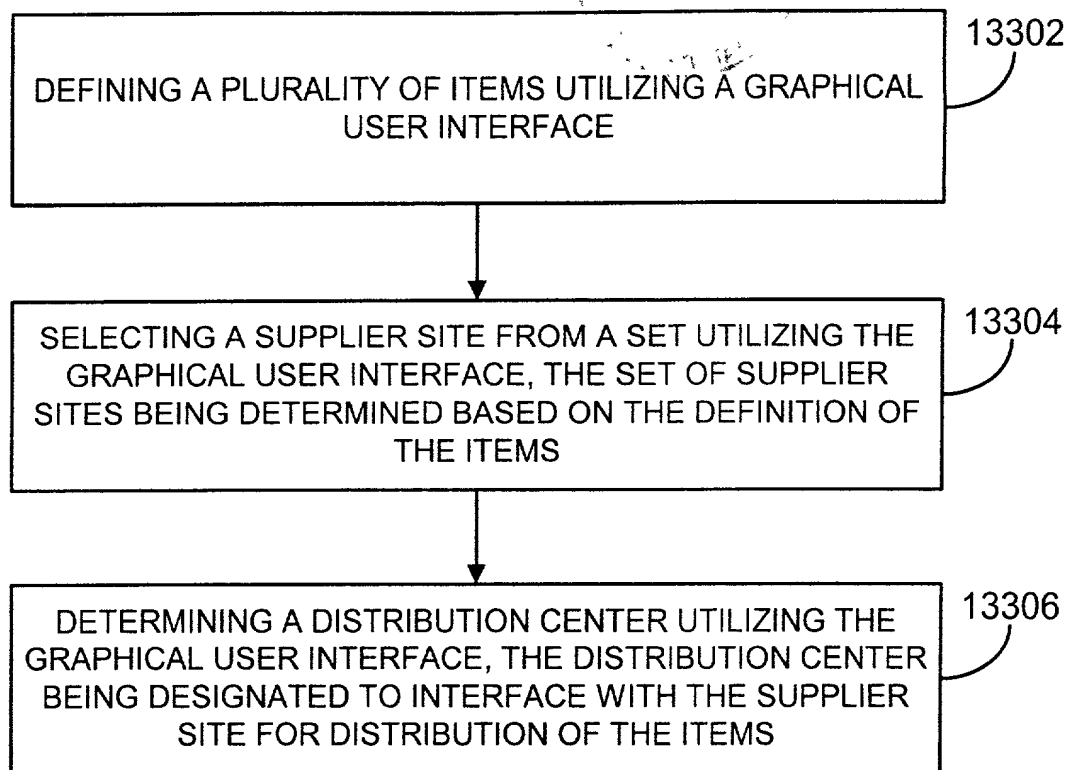 13302
DEFINING A PLURALITY OF ITEMS UTILIZING A GRAPHICAL
USER INTERFACE
13304
SELECTING A SUPPLIER SITE FROM A SET UTILIZING THE
GRAPHICAL USER INTERFACE, THE SET OF SUPPLIER
SITES BEING DETERMINED BASED ON THE DEFINITION OF
THE ITEMS
13306
DETERMINING A DISTRIBUTION CENTER UTILIZING THE
GRAPHICAL USER INTERFACE, THE DISTRIBUTION CENTER
BEING DESIGNATED TO INTERFACE WITH THE SUPPLIER
SITE FOR DISTRIBUTION OF THE ITEMS